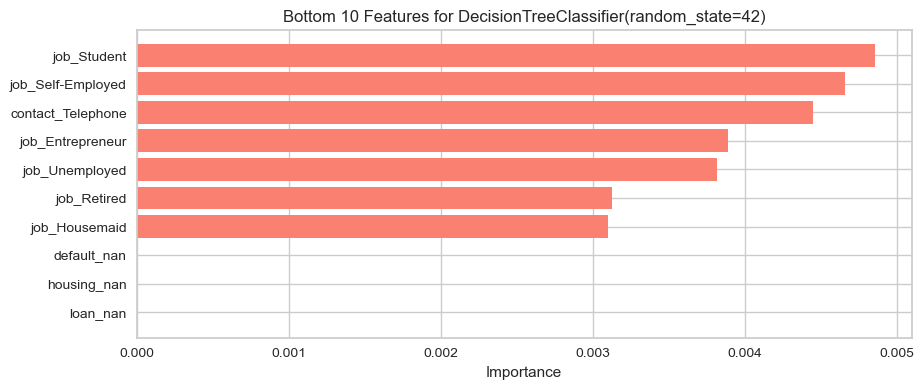 Bottom 10 Features for DecisionTreeClassifier(random_state=42)
job_Student
job_Self-Employed
contact_Telephone
job_Entrepreneur
job_Unemployed
job_Retired
job_Housemaid
default_nan
housing_nan
loan_nan
0.000 0.001 0.002 0.003 0.004 0.005
Importance